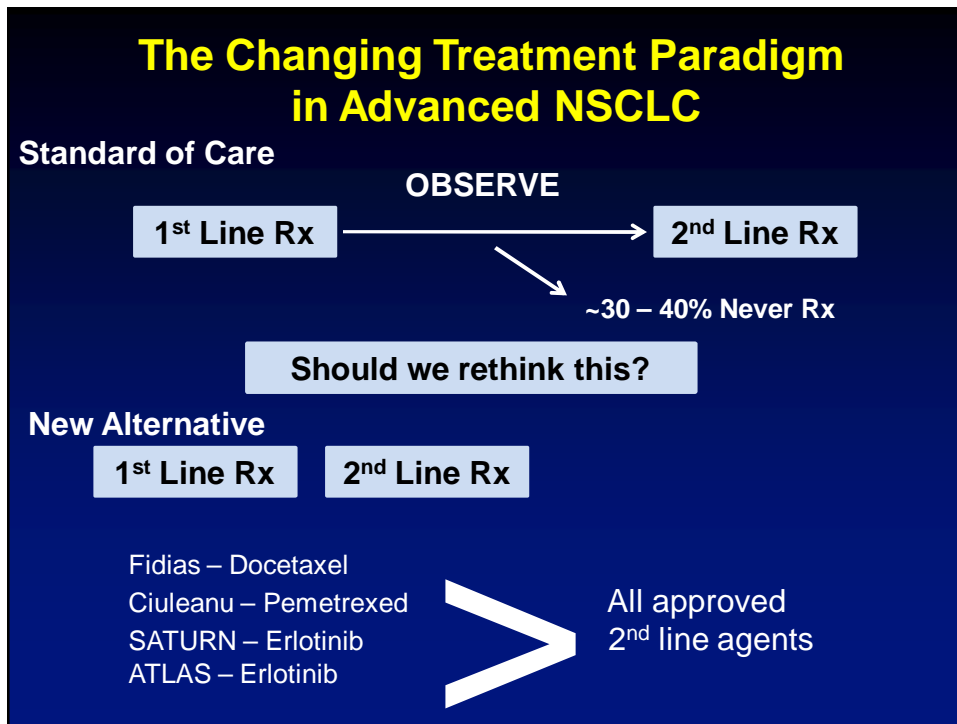 The Changing Treatment Paradigm
in Advanced NSCLC
Standard of Care
OBSERVE
1st Line Rx
2nd Line Rx
~30 – 40% Never Rx
Should we rethink this?
New Alternative
1st Line Rx
2nd Line Rx
Fidias – Docetaxel
Ciuleanu – Pemetrexed
SATURN – Erlotinib
ATLAS – Erlotinib
>
All approved
2nd line agents